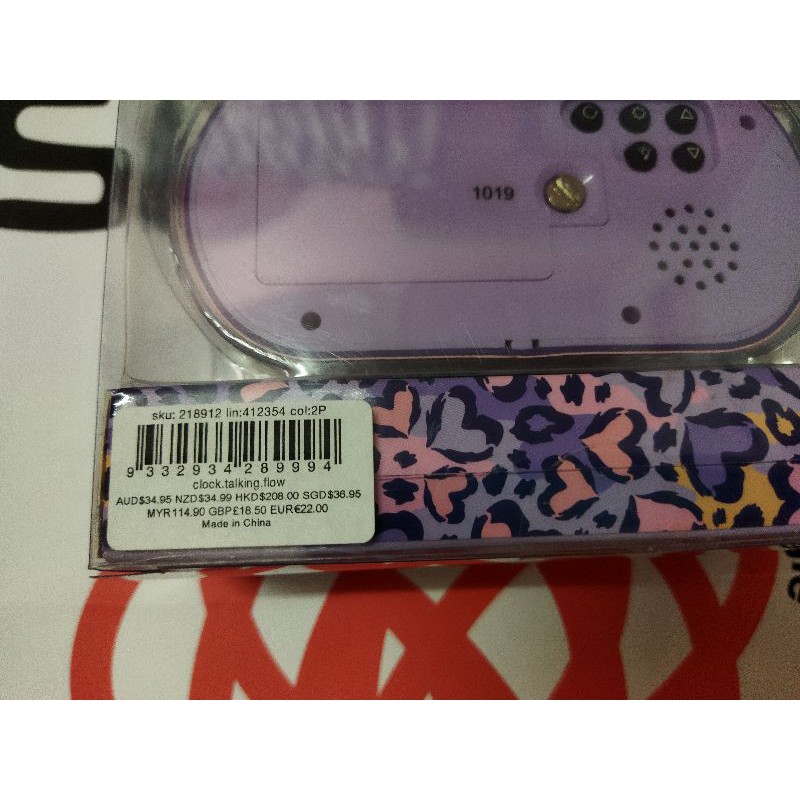 S
1019
sku: 218912 lin:412354 col:2P
9 332934 289994
clock.talking.flow
AUD$34.95 NZD$34.99 HKD$208.00 SGD$36.95
MYR114.90 GBP£18.50 EUR€22.00
Made in China